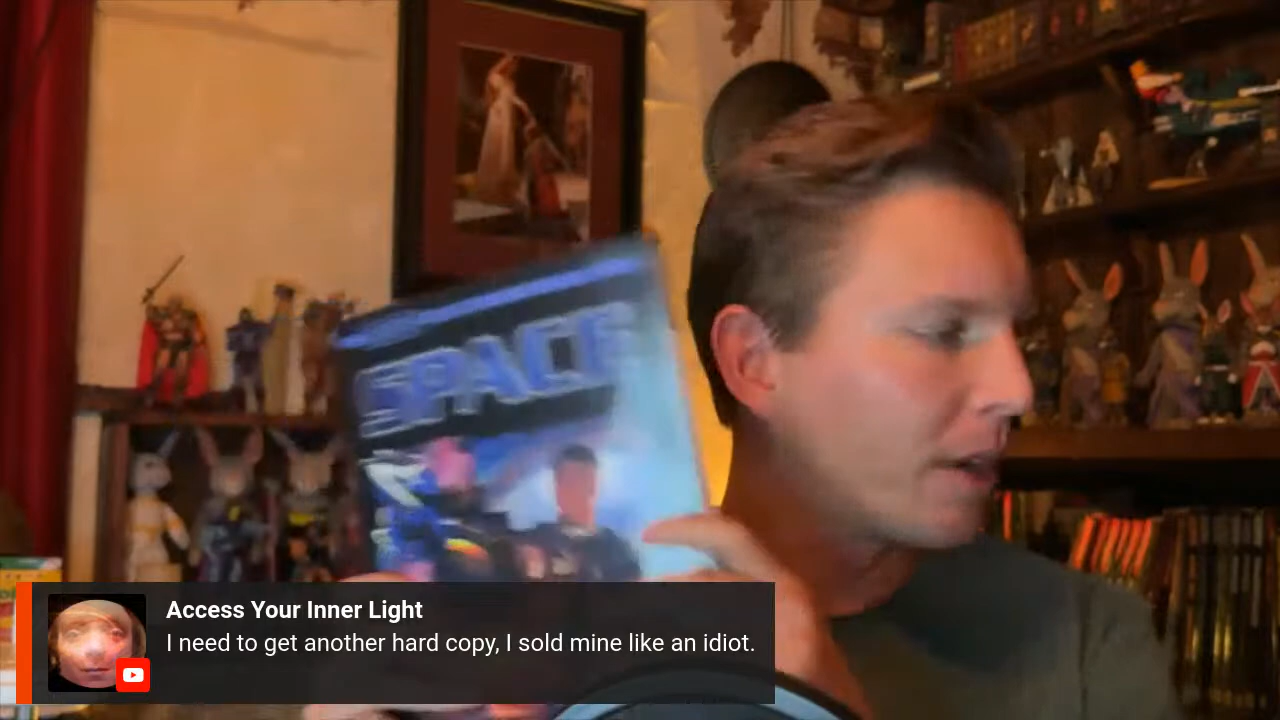 SPACE
Access Your Inner Light
I need to get another hard copy, I sold mine like an idiot.